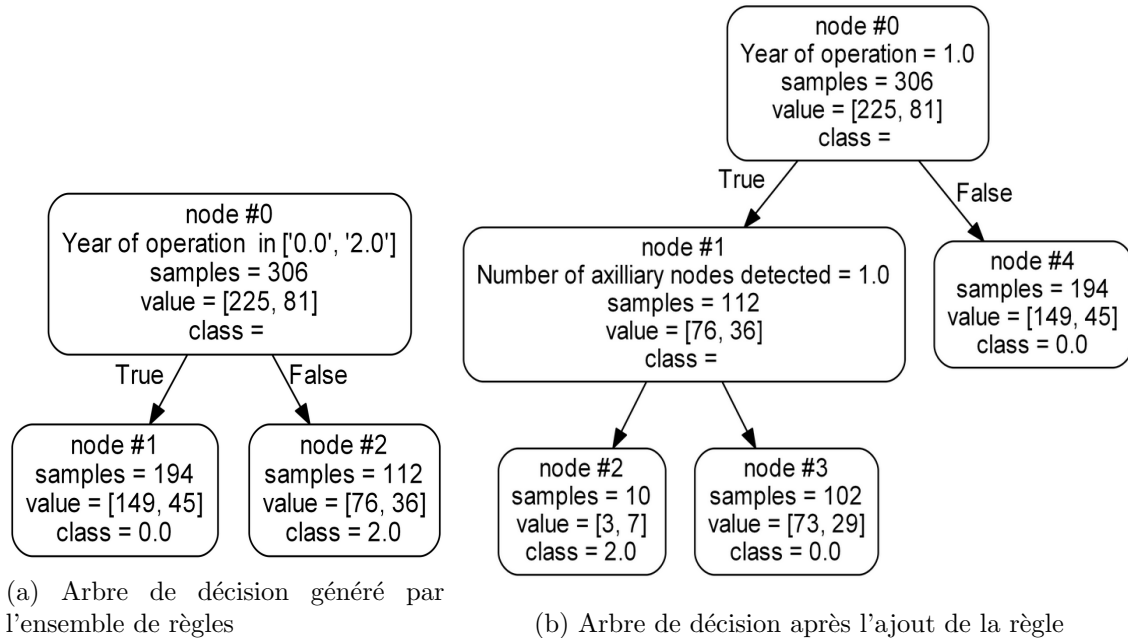 node #0
Year of operation in ['0.0', '2.0']
samples = 306
value = [225, 81]
class =
True
False
node #1
samples = 194
value = [149, 45]
class = 0.0
node #2
samples = 112
value = [76, 36]
class = 2.0
(a) Arbre de décision généré par
l'ensemble de règles
node #0
Year of operation = 1.0
samples = 306
value = [225, 81]
class =
True
False
node #1
Number of axilliary nodes detected = 1.0
samples = 112
value = [76, 36]
class =
node #4
samples = 194
value = [149, 45]
class = 0.0
node #2
samples = 10
value = [3, 7]
class = 2.0
node #3
samples = 102
value = [73, 29]
class = 0.0
(b) Arbre de décision après l'ajout de la règle